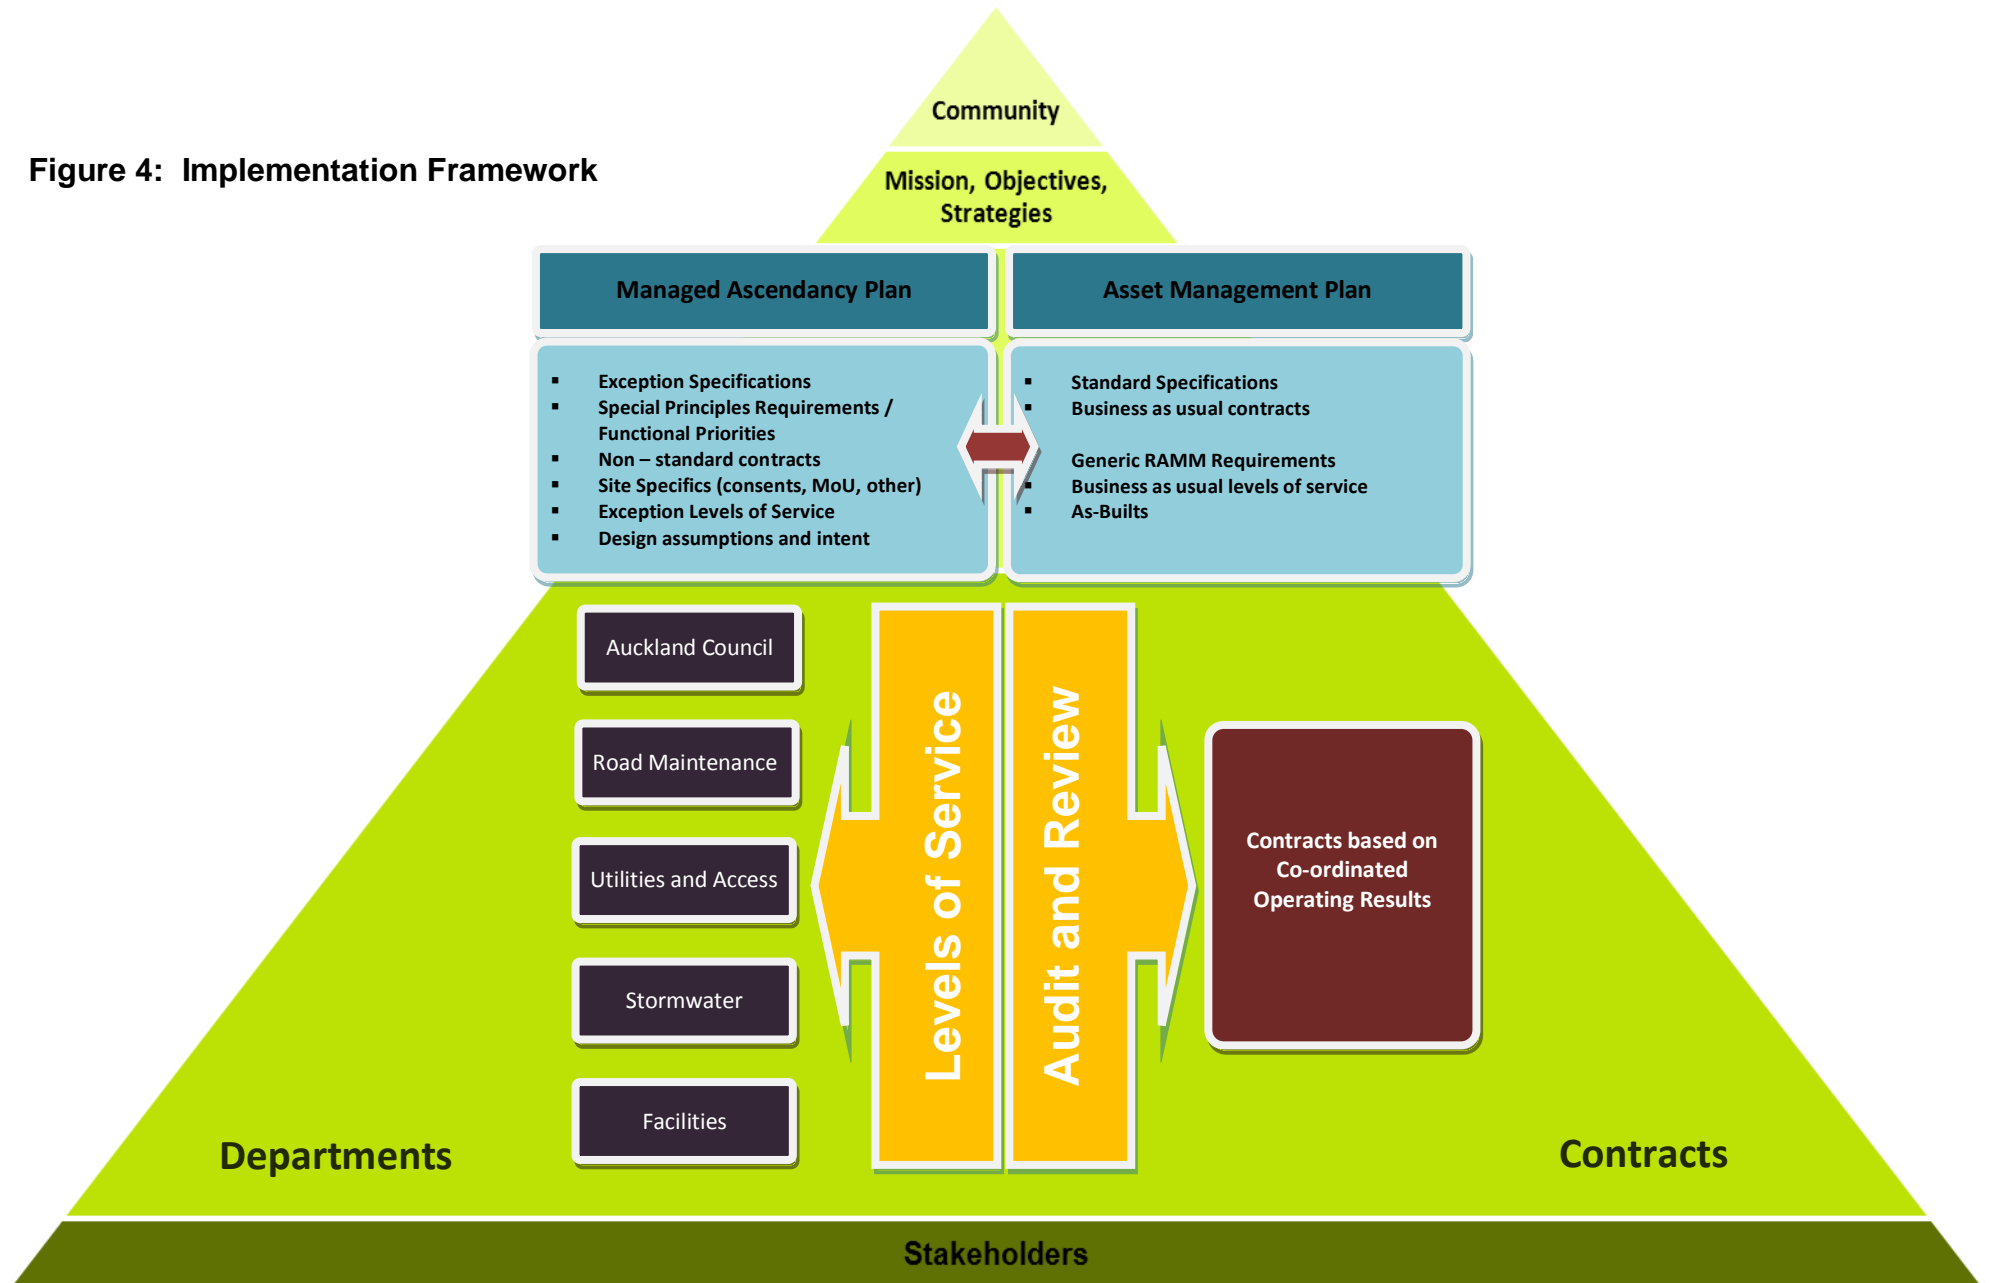 Community
Figure 4: Implementation Framework
Mission, Objectives,
Strategies
Managed Ascendancy Plan
Asset Management Plan
▪ Exception Specifications
▪ Special Principles Requirements /
Functional Priorities
▪ Non – standard contracts
▪ Site Specifics (consents, MoU, other)
▪ Exception Levels of Service
▪ Design assumptions and intent
▪ Standard Specifications
▪ Business as usual contracts
Generic RAMM Requirements
▪ Business as usual levels of service
▪ As-Builts
Auckland Council
Road Maintenance
Utilities and Access
Stormwater
Facilities
Levels of Service
Audit and Review
Contracts based on
Co-ordinated
Operating Results
Departments
Contracts
Stakeholders